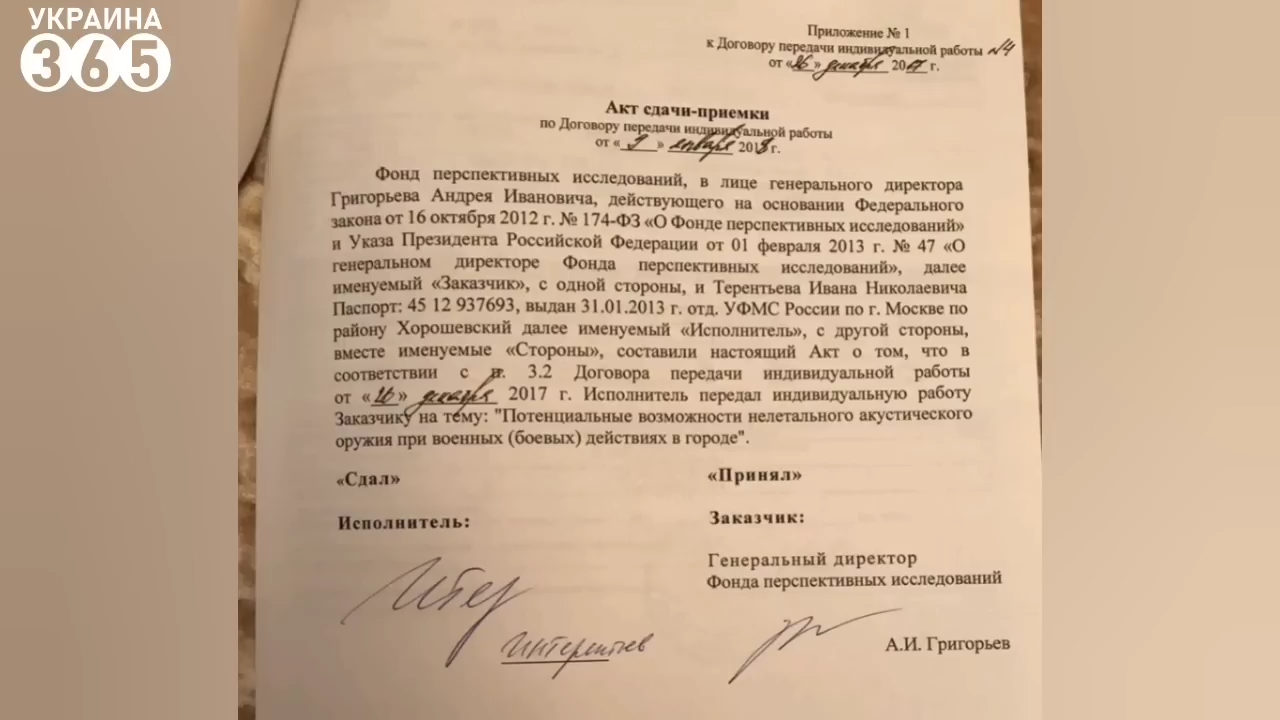 УКРАИНА
365
Приложение № 1
к Договору передачи индивидуальной работы №4
от «26» декабря 2017 г.
Акт сдачи-приемки
по Договору передачи индивидуальной работы
от «9» января 2018 г.
Фонд перспективных исследований, в лице генерального директора
Григорьева Андрея Ивановича, действующего на основании Федерального
закона от 16 октября 2012 г. № 174-ФЗ «О Фонде перспективных исследований»
и Указа Президента Российской Федерации от 01 февраля 2013 г. № 47 «О
генеральном директоре Фонда перспективных исследований», далее
именуемый «Заказчик», с одной стороны, и Терентьева Ивана Николаевича
Паспорт: 45 12 937693, выдан 31.01.2013 г. отд. УФМС России по г. Москве по
району Хорошевский далее именуемый «Исполнитель», с другой стороны,
вместе именуемые «Стороны», составили настоящий Акт о том, что в
соответствии с п. 3.2 Договора передачи индивидуальной работы
от «26» декабря 2017 г. Исполнитель передал индивидуальную работу
Заказчику на тему: "Потенциальные возможности нелетального акустического
оружия при военных (боевых) действиях в городе".
«Сдал» «Принял»
Исполнитель: Заказчик:
Генеральный директор
Фонда перспективных исследований
А.И. Григорьев